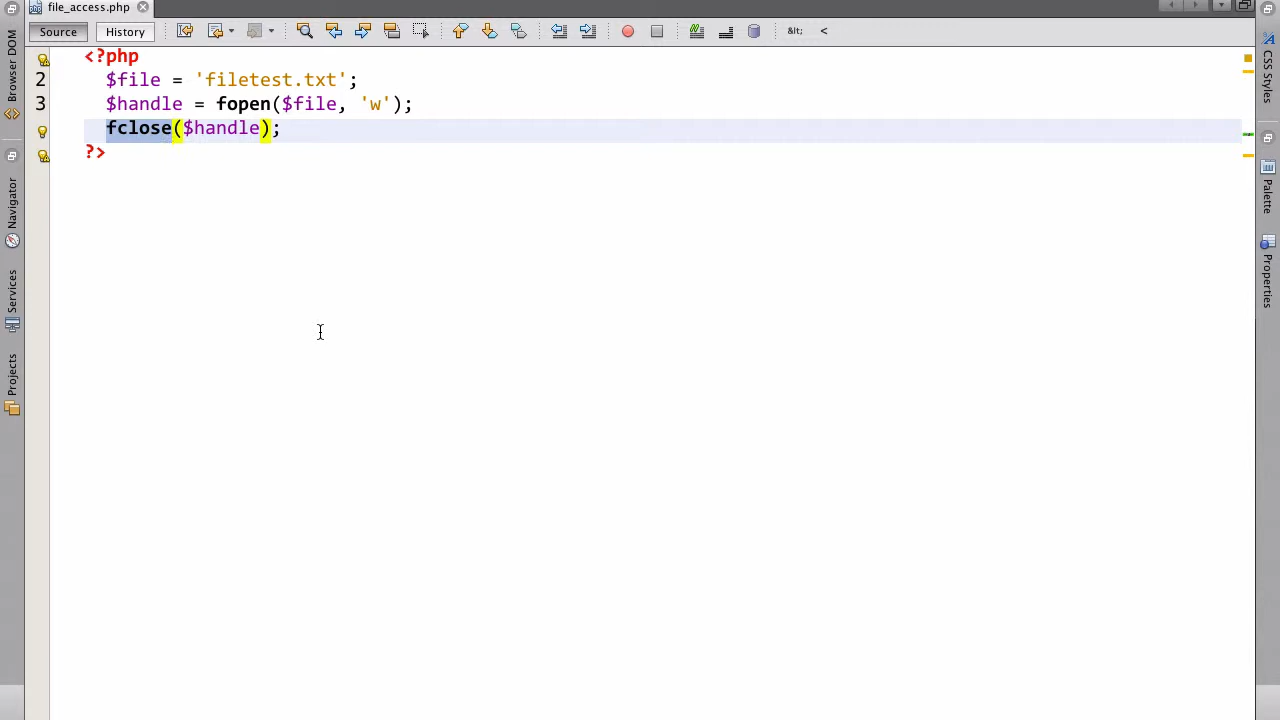 file_access.php
Source
History
&lt;
<
<?php
2
$file = 'filetest.txt';
3
$handle = fopen($file, 'w');
fclose($handle);
?>
Browser DOM
Navigator
Services
Projects
CSS Styles
Palette
Properties